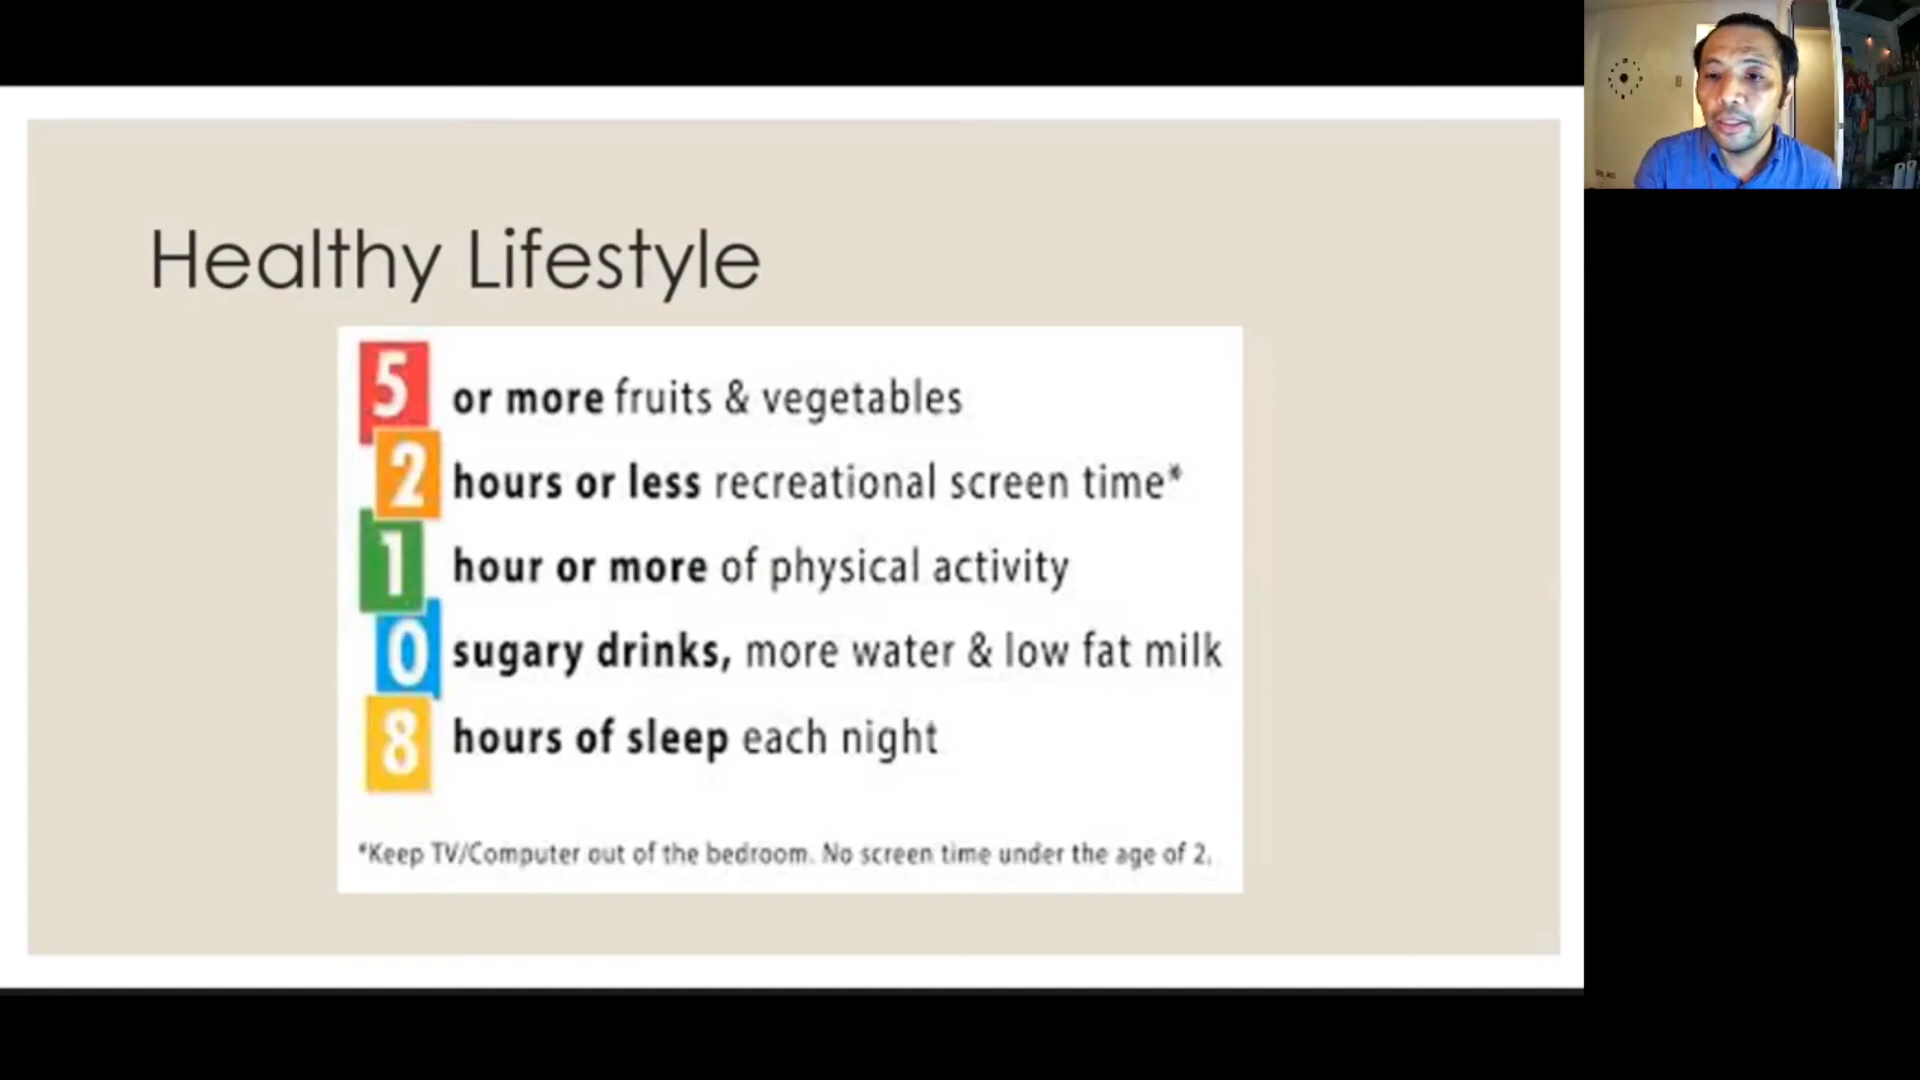 Healthy Lifestyle
5 or more fruits & vegetables
2 hours or less recreational screen time*
1 hour or more of physical activity
0 sugary drinks, more water & low fat milk
8 hours of sleep each night
*Keep TV/Computer out of the bedroom. No screen time under the age of 2.